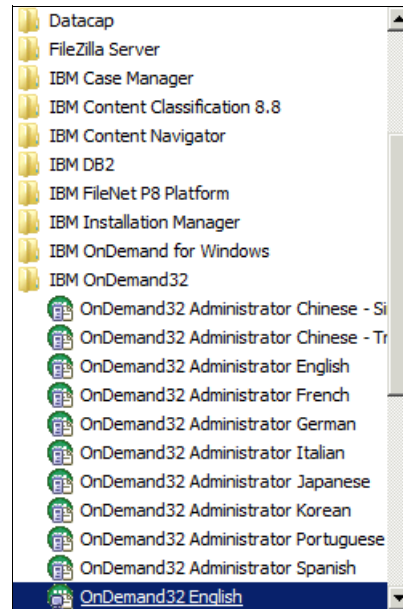 Datacap
FileZilla Server
IBM Case Manager
IBM Content Classification 8.8
IBM Content Navigator
IBM DB2
IBM FileNet P8 Platform
IBM Installation Manager
IBM OnDemand for Windows
IBM OnDemand32
OnDemand32 Administrator Chinese - Si
OnDemand32 Administrator Chinese - Tr
OnDemand32 Administrator English
OnDemand32 Administrator French
OnDemand32 Administrator German
OnDemand32 Administrator Italian
OnDemand32 Administrator Japanese
OnDemand32 Administrator Korean
OnDemand32 Administrator Portuguese
OnDemand32 Administrator Spanish
OnDemand32 English